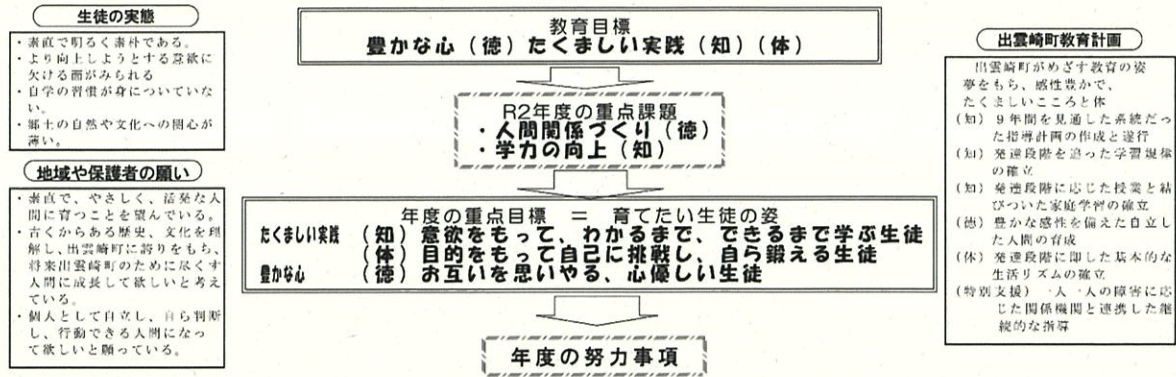 生徒の実態
・素直で明るく素朴である。
・より向上しようとする意欲に
欠ける面がみられる
・自学の習慣が身についていな
い。
・郷土の自然や文化への関心が
薄い。
地域や保護者の願い
・素直で、やさしく、活発な人
間に育つことを望んでいる。
・古くからある歴史、文化を理
解し、出雲崎町に誇りをもち、
将来出雲崎町のために尽くす
人間に成長して欲しいと考え
ている。
・個人として自立し、自ら判断
し、行動できる人間になっ
て欲しいと願っている。
教育目標
豊かな心（徳）たくましい実践（知）（体）
R2年度の重点課題
・人間関係づくり（徳）
・学力の向上（知）
年度の重点目標 ＝ 育てたい生徒の姿
たくましい実践 （知）意欲をもって、わかるまで、できるまで学ぶ生徒
（体）目的をもって自己に挑戦し、自ら鍛える生徒
豊かな心 （徳）お互いを思いやる、心優しい生徒
年度の努力事項
出雲崎町教育計画
出雲崎町がめざす教育の姿
夢をもち、感性豊かで、
たくましいこころと体
(知) 9年間を見通した系統だっ
た指導計画の作成と遂行
(知) 発達段階を追った学習規律
の確立
(知) 発達段階に応じた授業と結
びついた家庭学習の確立
(徳) 豊かな感性を備えた自立し
た人間の育成
(体) 発達段階に即した基本的な
生活リズムの確立
(特別支援) 一人一人の障害に応
じた関係機関と連携した継
続的な指導